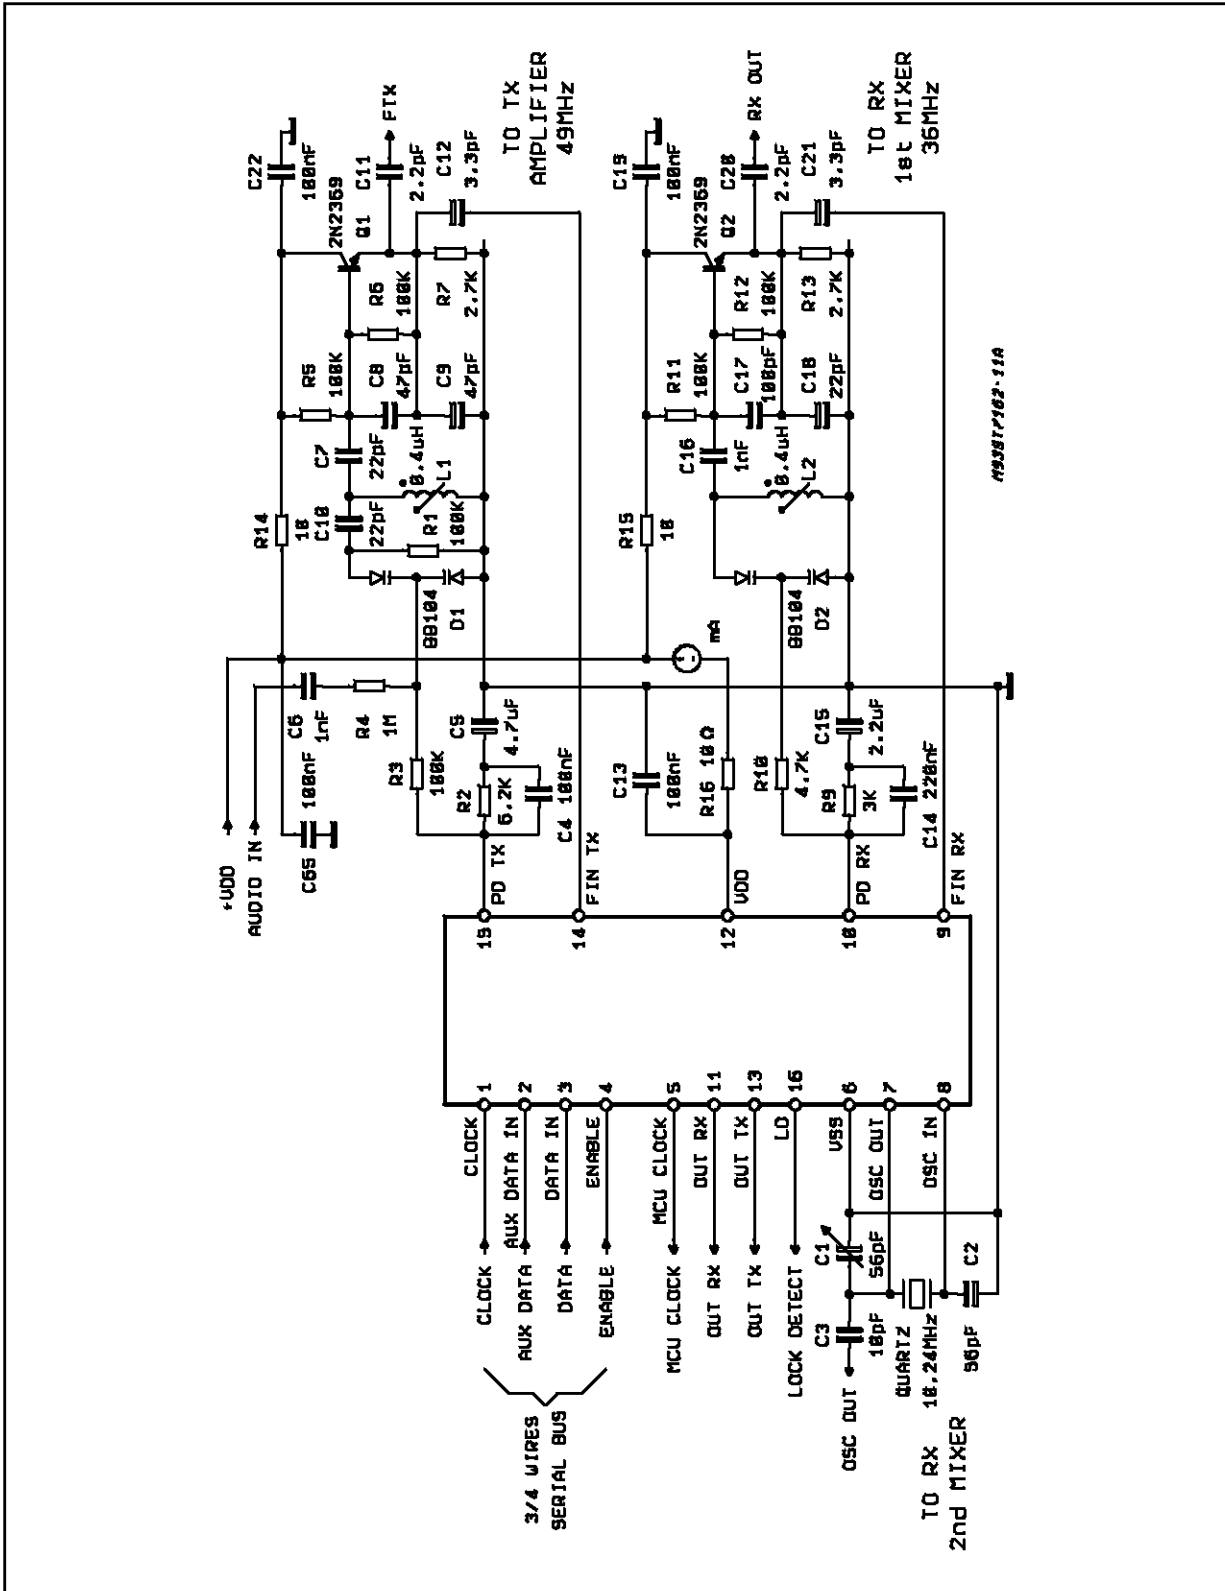 3/4 WIRES
SERIAL BUS
CLOCK
AUX DATA
DATA
ENABLE
MCU CLOCK
OUT RX
OUT TX
LOCK DETECT
OSC OUT
TO RX
2nd MIXER
C3
10pF
C1
56pF
QUARTZ
10,24MHz
C2
56pF
CLOCK
AUX DATA IN
DATA IN
ENABLE
MCU CLOCK
OUT RX
OUT TX
LD
VSS
OSC OUT
OSC IN
1
2
3
4
5
11
13
16
6
7
8
15
14
12
10
9
PD TX
FIN TX
VDD
PD RX
FIN RX
+VDD
AUDIO IN
C65
100nF
C6
1nF
R4
1M
R3
100K
R2
6.2K
C4 100nF
C5
4.7uF
C13
100nF
R16 10Ω
mA
R10
4.7K
R9
3K
C14 220nF
C15
2.2uF
R14
10
C10
22pF
R1
100K
BB104
D1
C7
22pF
0.4uH
L1
R5
100K
C8
47pF
C9
47pF
R6
100K
R7
2.7K
C22
100nF
2N2369
Q1
C11
2.2pF
C12
3.3pF
FTX
TO TX
AMPLIFIER
49MHz
R15
10
BB104
D2
C16
1nF
0.4uH
L2
R11
100K
C17
100pF
C18
22pF
R12
100K
R13
2.7K
C19
100nF
2N2369
Q2
C20
2.2pF
C21
3.3pF
RX OUT
TO RX
1st MIXER
36MHz